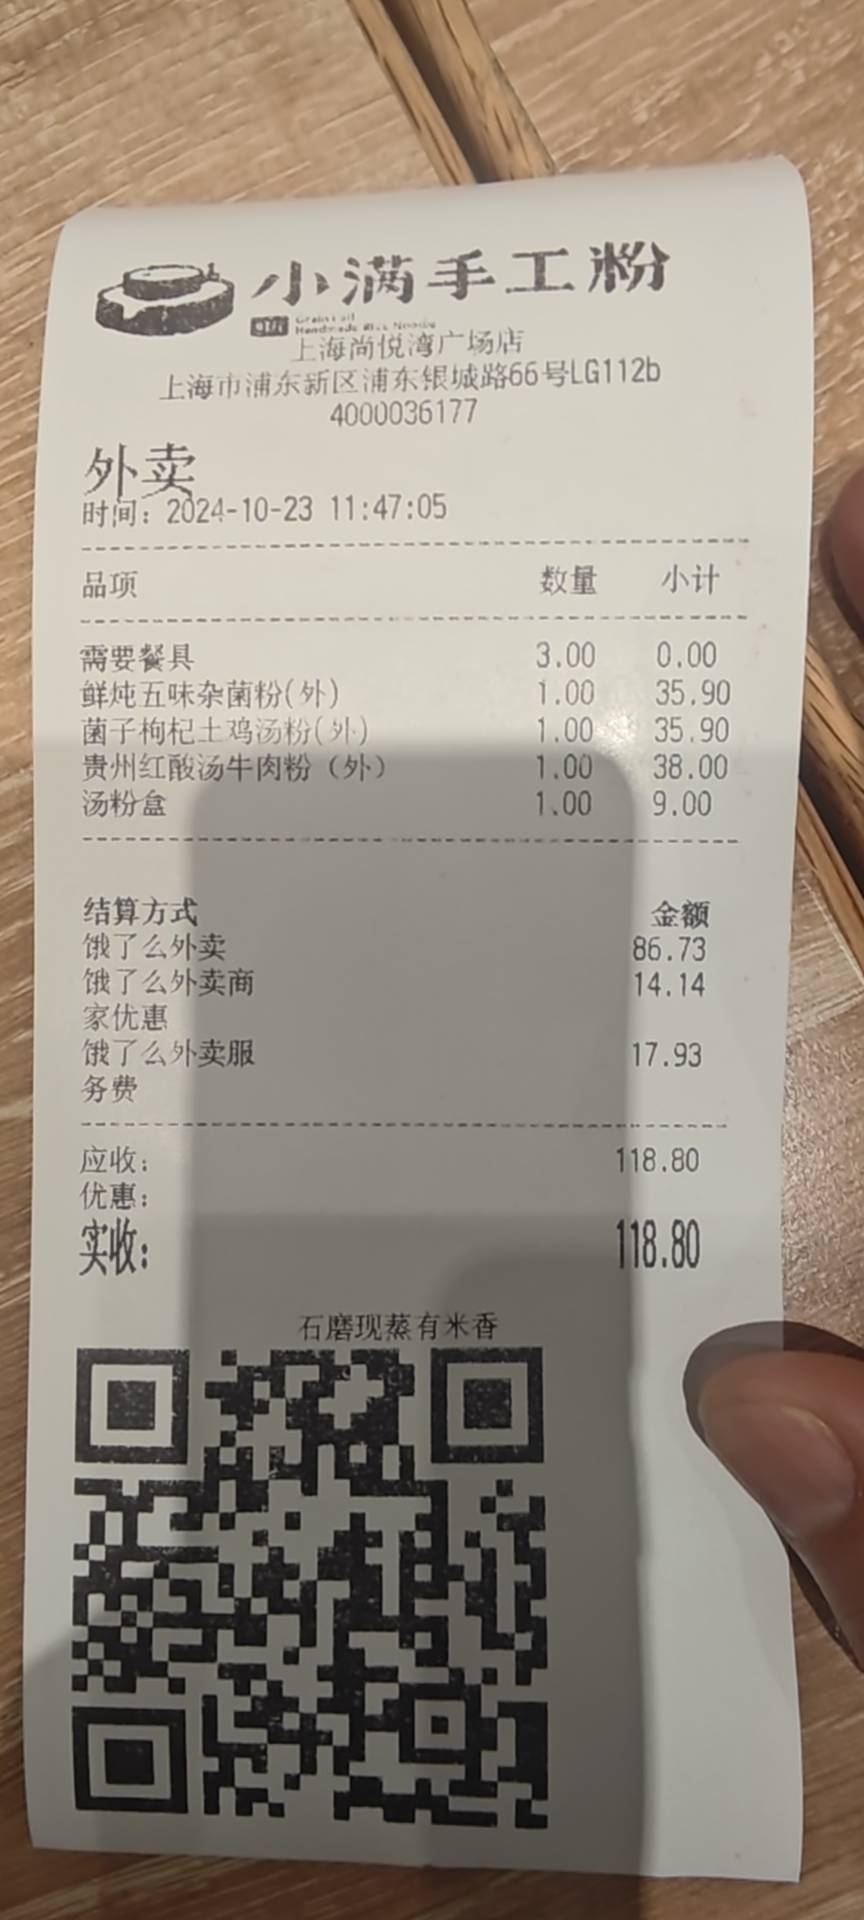 小满手工粉
Handmade Rice Noodle
上海尚悦湾广场店
上海市浦东新区浦东银城路66号LG112b
4000036177
外卖
时间：2024-10-23 11:47:05
品项 数量 小计
需要餐具 3.00 0.00
鲜炖五味杂菌粉(外) 1.00 35.90
菌子枸杞土鸡汤粉(外) 1.00 35.90
贵州红酸汤牛肉粉（外） 1.00 38.00
汤粉盒 1.00 9.00
结算方式 金额
饿了么外卖 86.73
饿了么外卖商 14.14
家优惠
饿了么外卖服 17.93
务费
应收： 118.80
优惠：
实收： 118.80
石磨现蒸有米香